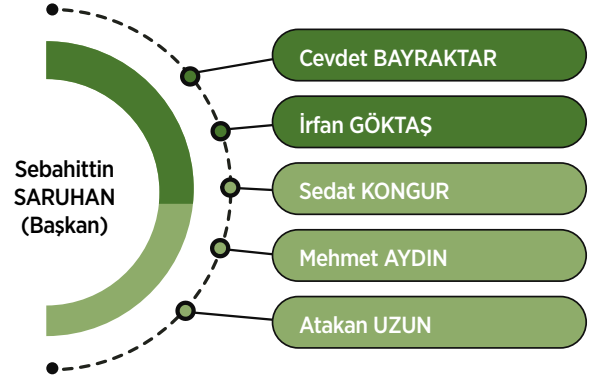 Sebahittin
SARUHAN
(Başkan)
Cevdet BAYRAKTAR
İrfan GÖKTAŞ
Sedat KONGUR
Mehmet AYDIN
Atakan UZUN